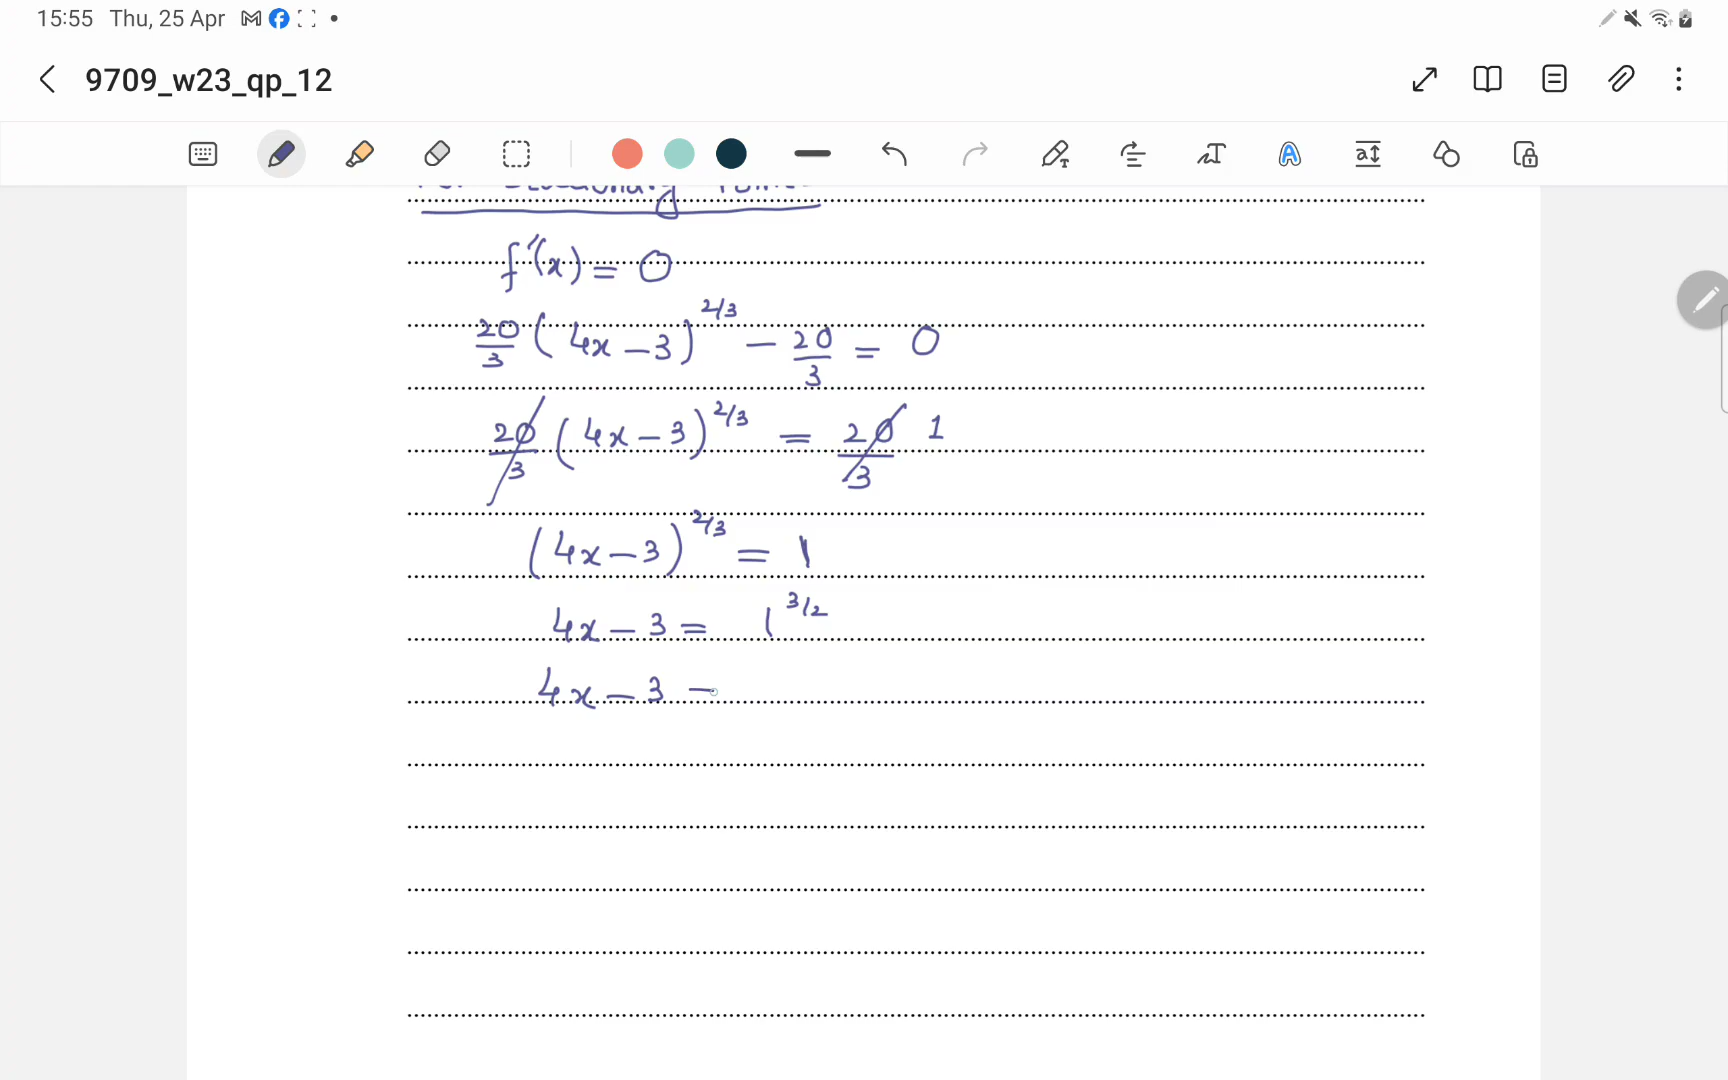 15:55 Thu, 25 Apr
9709_w23_qp_12
f'(x) = 0
20/3 (4x - 3)^2/3 - 20/3 = 0
20/3 (4x - 3)^2/3 = 20/3 1
(4x - 3)^2/3 = 1
4x - 3 = 1^3/2
4x - 3 -